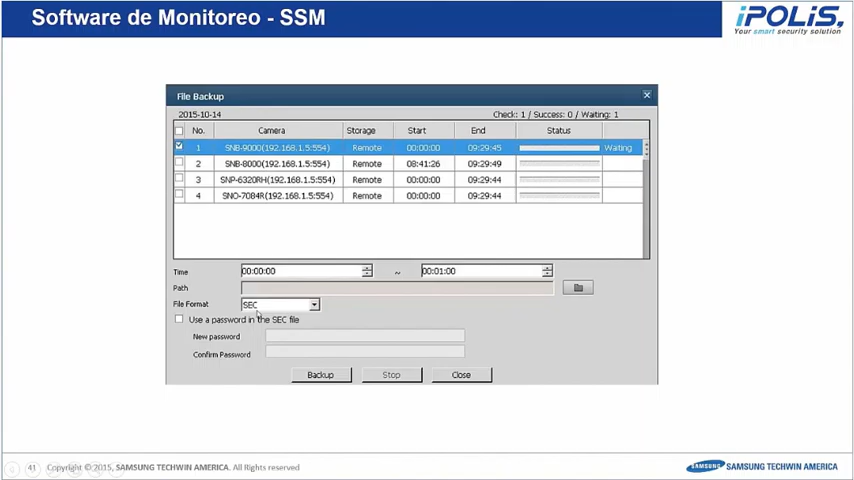 Software de Monitoreo - SSM
iPOLiS,
Your smart security solution
File Backup
2015-10-14 Check: 1 / Success: 0 / Waiting: 1
No. Camera Storage Start End Status
1 SNB-9000(192.168.1.5:554) Remote 00:00:00 09:29:45 Waiting
2 SNB-8000(192.168.1.5:554) Remote 08:41:26 09:29:49
3 SNP-6320RH(192.168.1.5:554) Remote 00:00:00 09:29:44
4 SNO-7084R(192.168.1.5:554) Remote 00:00:00 09:29:44
Time 00:00:00 ~ 00:01:00
Path
File Format SEC
Use a password in the SEC file
New password
Confirm Password
Backup Stop Close
41 Copyright © 2015, SAMSUNG TECHWIN AMERICA. All Rights reserved
SAMSUNG SAMSUNG TECHWIN AMERICA